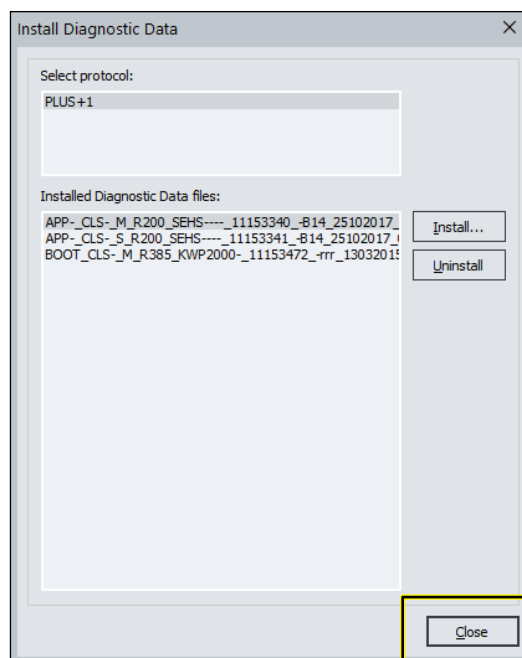 Install Diagnostic Data
Select protocol:
PLUS+1
Installed Diagnostic Data files:
APP-_CLS-_M_R200_SEHS----_11153340_-B14_25102017_
APP-_CLS-_S_R200_SEHS----_11153341_-B14_25102017_
BOOT_CLS-_M_R385_KWP2000-_11153472_-rrr_13032015
Install...
Uninstall
Close